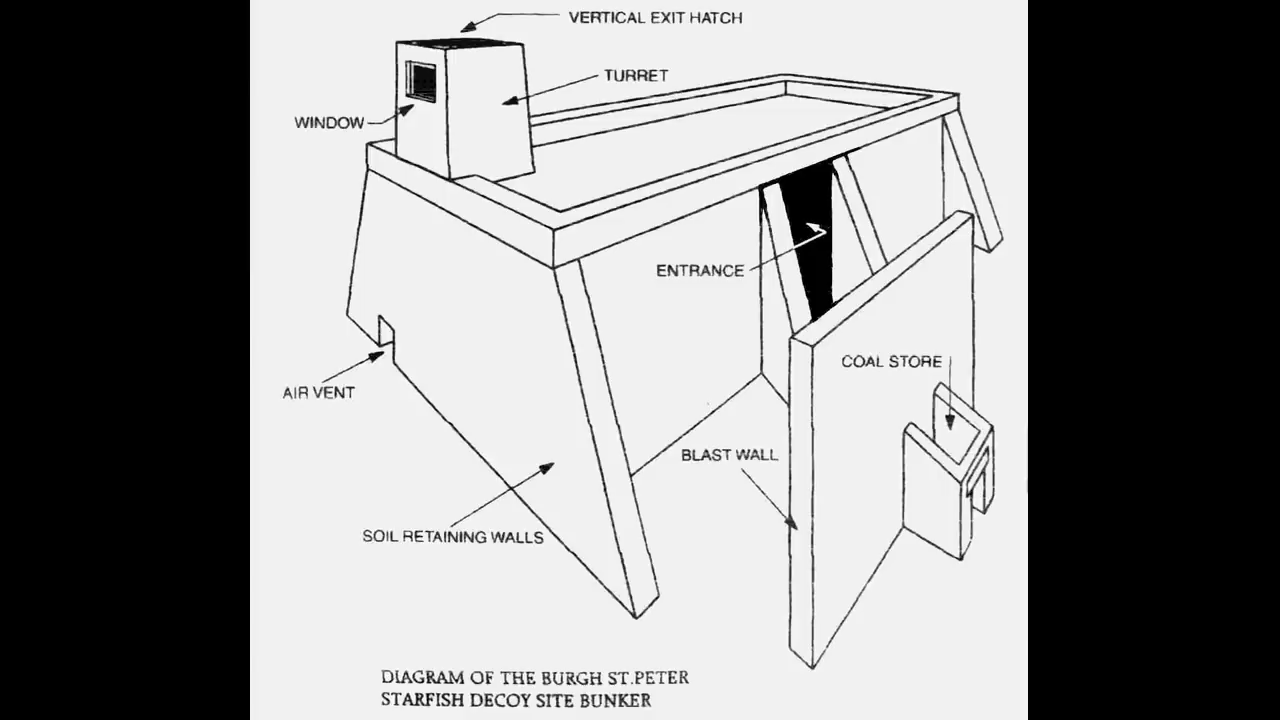 VERTICAL EXIT HATCH
TURRET
WINDOW
ENTRANCE
COAL STORE
AIR VENT
BLAST WALL
SOIL RETAINING WALLS
DIAGRAM OF THE BURGH ST.PETER
STARFISH DECOY SITE BUNKER